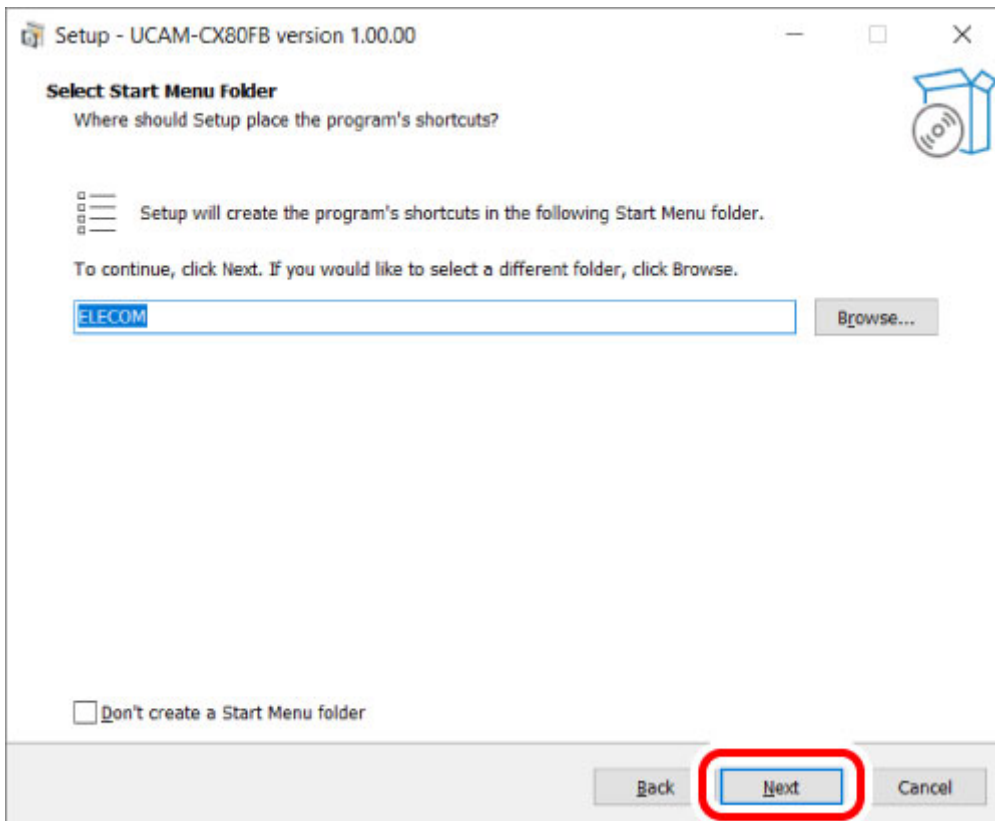 Setup - UCAM-CX80FB version 1.00.00
Select Start Menu Folder
Where should Setup place the program's shortcuts?
Setup will create the program's shortcuts in the following Start Menu folder.
To continue, click Next. If you would like to select a different folder, click Browse.
ELECOM
Browse...
Don't create a Start Menu folder
Back
Next
Cancel